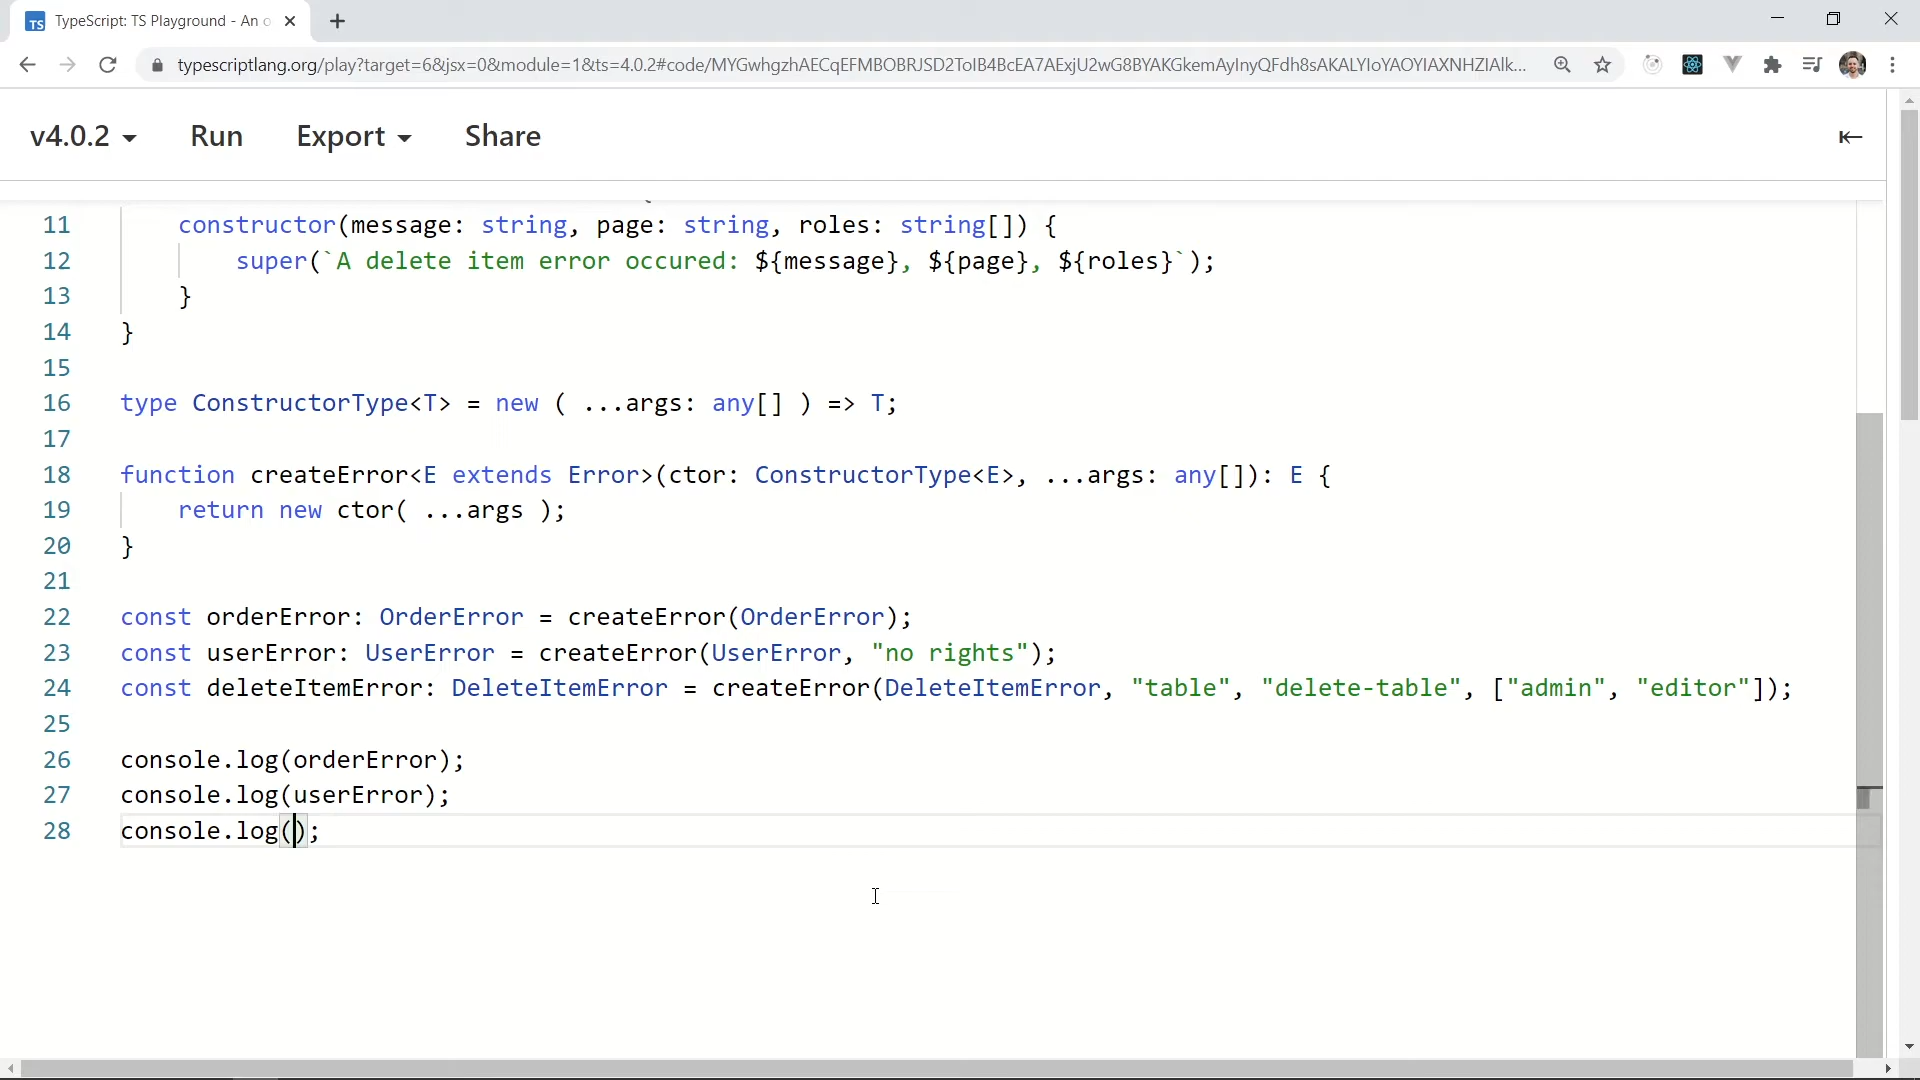 TypeScript: TS Playground - An o
typescriptlang.org/play?target=6&jsx=0&module=1&ts=4.0.2#code/MYGwhgzhAECqEFMBOBRJSD2ToIB4BcEA7AExjU2wG8BYAKGkemAyInyQFdh8sAKALYIoYAOYIAXNHZIAlk...
v4.0.2 Run Export Share
11 constructor(message: string, page: string, roles: string[]) {
12 super(`A delete item error occured: ${message}, ${page}, ${roles}`);
13 }
14 }
15
16 type ConstructorType<T> = new ( ...args: any[] ) => T;
17
18 function createError<E extends Error>(ctor: ConstructorType<E>, ...args: any[]): E {
19 return new ctor( ...args );
20 }
21
22 const orderError: OrderError = createError(OrderError);
23 const userError: UserError = createError(UserError, "no rights");
24 const deleteItemError: DeleteItemError = createError(DeleteItemError, "table", "delete-table", ["admin", "editor"]);
25
26 console.log(orderError);
27 console.log(userError);
28 console.log();